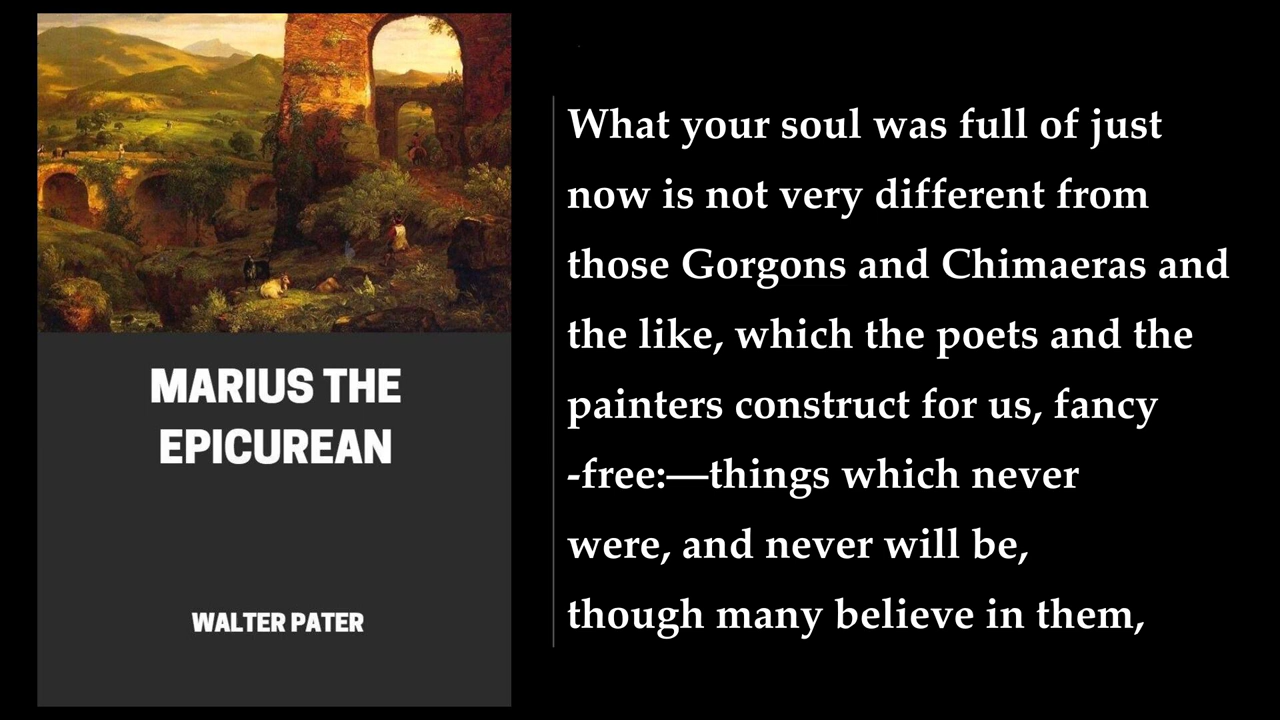 MARIUS THE
EPICUREAN
WALTER PATER
What your soul was full of just
now is not very different from
those Gorgons and Chimaeras and
the like, which the poets and the
painters construct for us, fancy
-free:—things which never
were, and never will be,
though many believe in them,